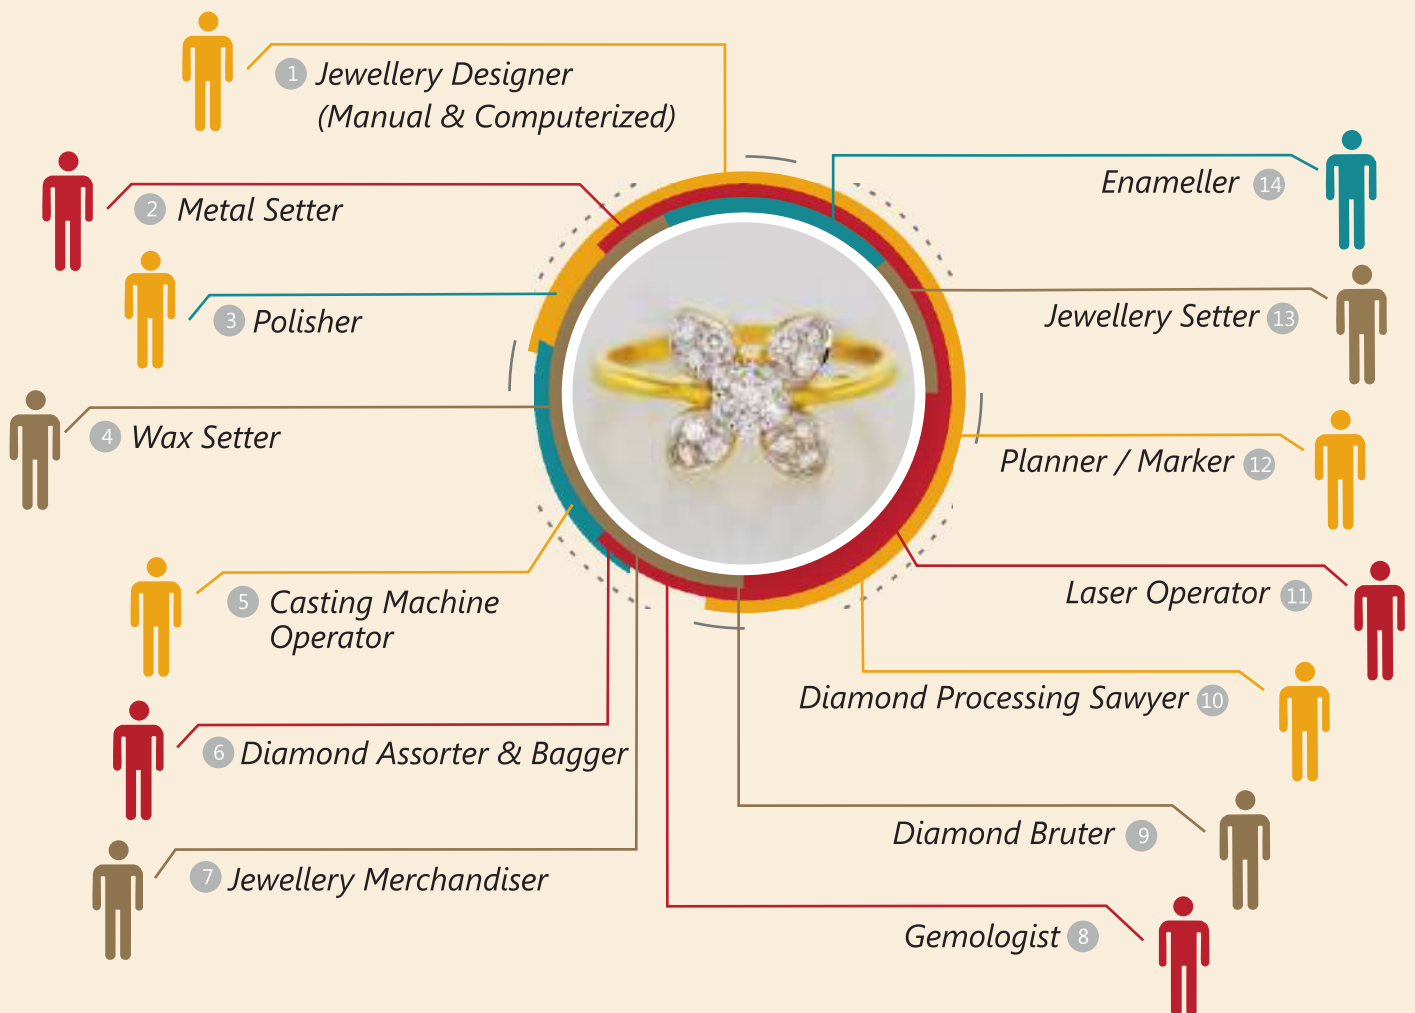 1 Jewellery Designer
(Manual & Computerized)
2 Metal Setter
3 Polisher
4 Wax Setter
5 Casting Machine
Operator
6 Diamond Assorter & Bagger
7 Jewellery Merchandiser
Gemologist 8
Diamond Bruter 9
Diamond Processing Sawyer 10
Laser Operator 11
Planner / Marker 12
Jewellery Setter 13
Enameller 14